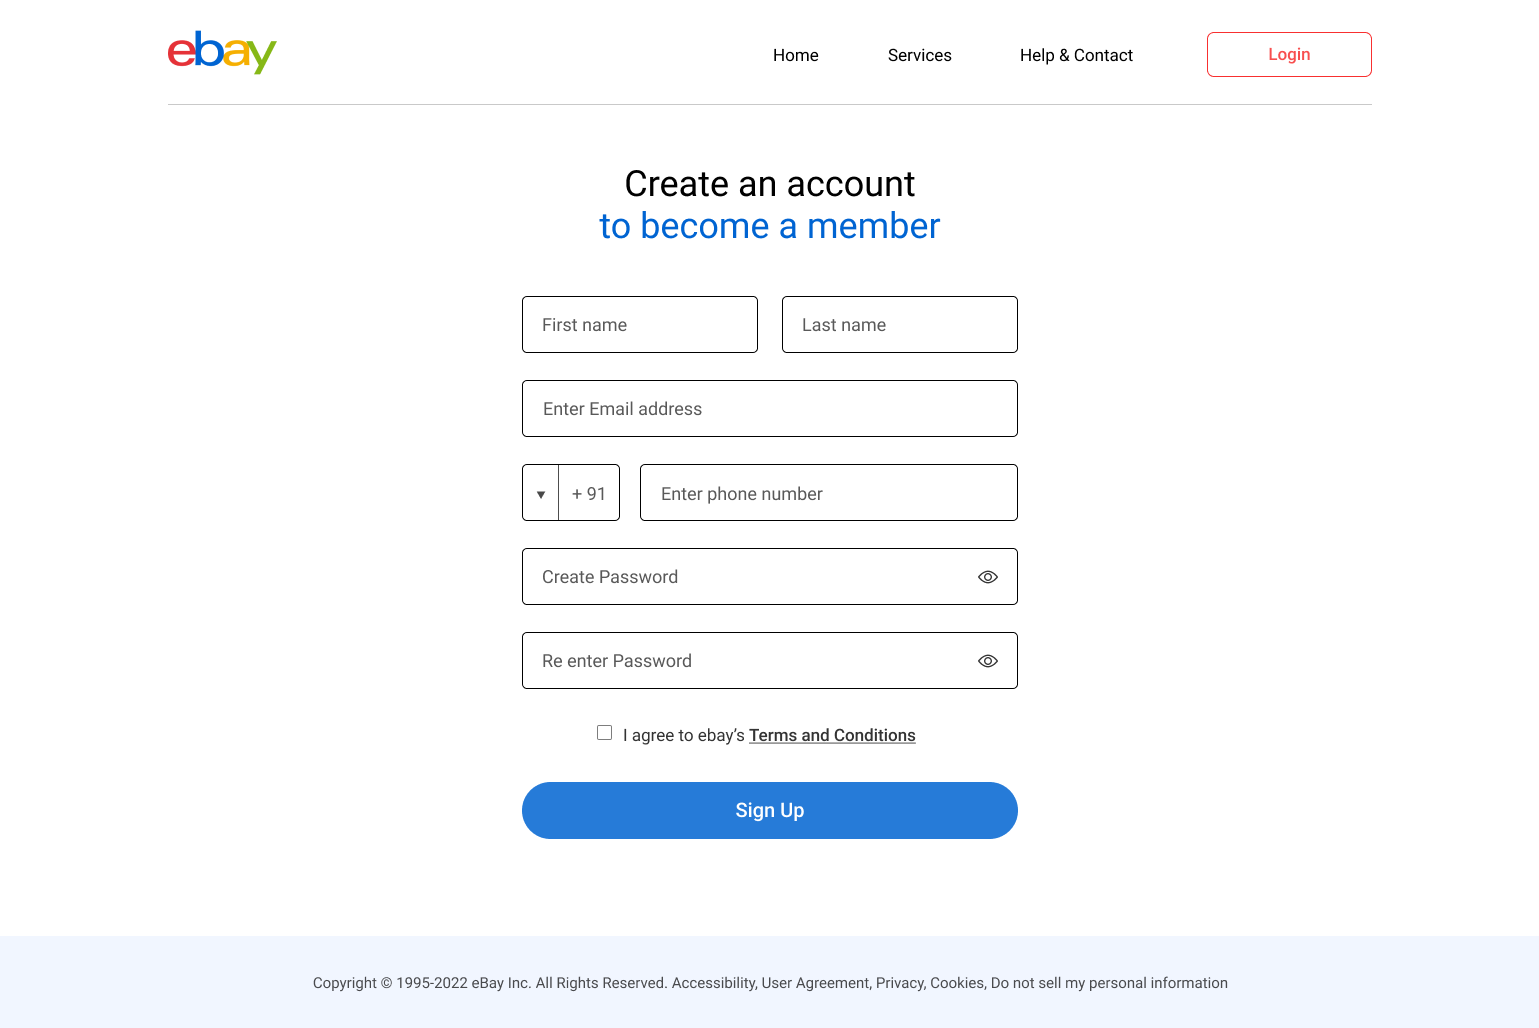 ebay
Home Services Help & Contact Login
Create an account
to become a member
First name Last name
Enter Email address
▼ + 91 Enter phone number
Create Password
Re enter Password
I agree to ebay’s Terms and Conditions
Sign Up
Copyright © 1995-2022 eBay Inc. All Rights Reserved. Accessibility, User Agreement, Privacy, Cookies, Do not sell my personal information